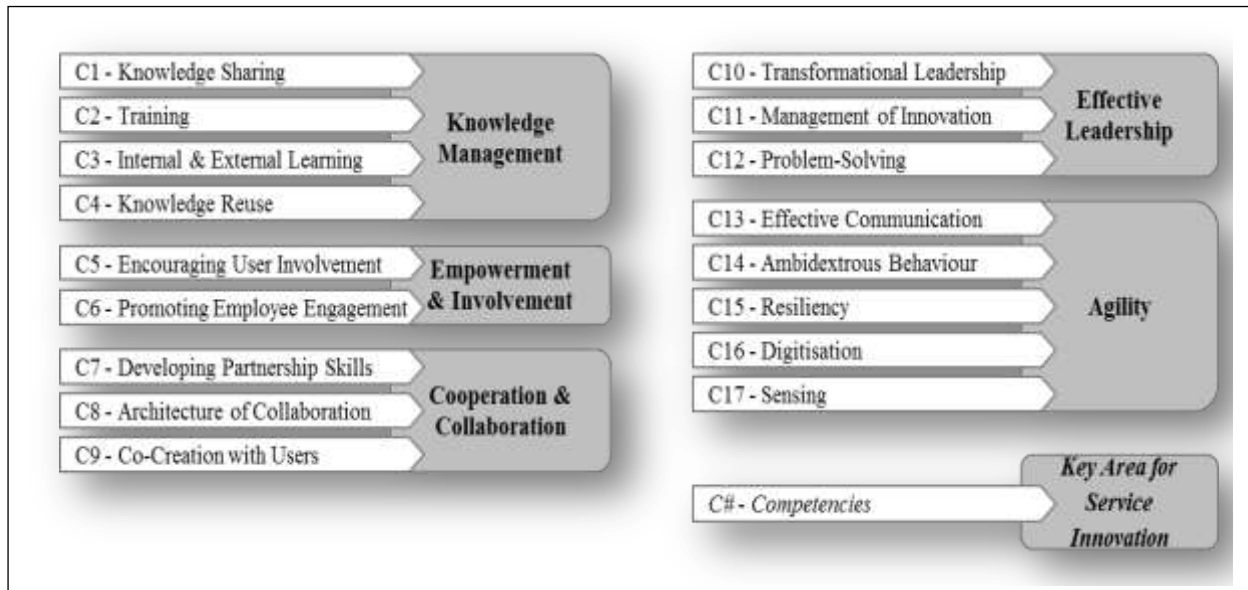 C1 - Knowledge Sharing
C2 - Training
C3 - Internal & External Learning
C4 - Knowledge Reuse
Knowledge
Management
C5 - Encouraging User Involvement
C6 - Promoting Employee Engagement
Empowerment
& Involvement
C7 - Developing Partnership Skills
C8 - Architecture of Collaboration
C9 - Co-Creation with Users
Cooperation &
Collaboration
C10 - Transformational Leadership
C11 - Management of Innovation
C12 - Problem-Solving
Effective
Leadership
C13 - Effective Communication
C14 - Ambidextrous Behaviour
C15 - Resiliency
C16 - Digitisation
C17 - Sensing
Agility
C# - Competencies
Key Area for
Service
Innovation